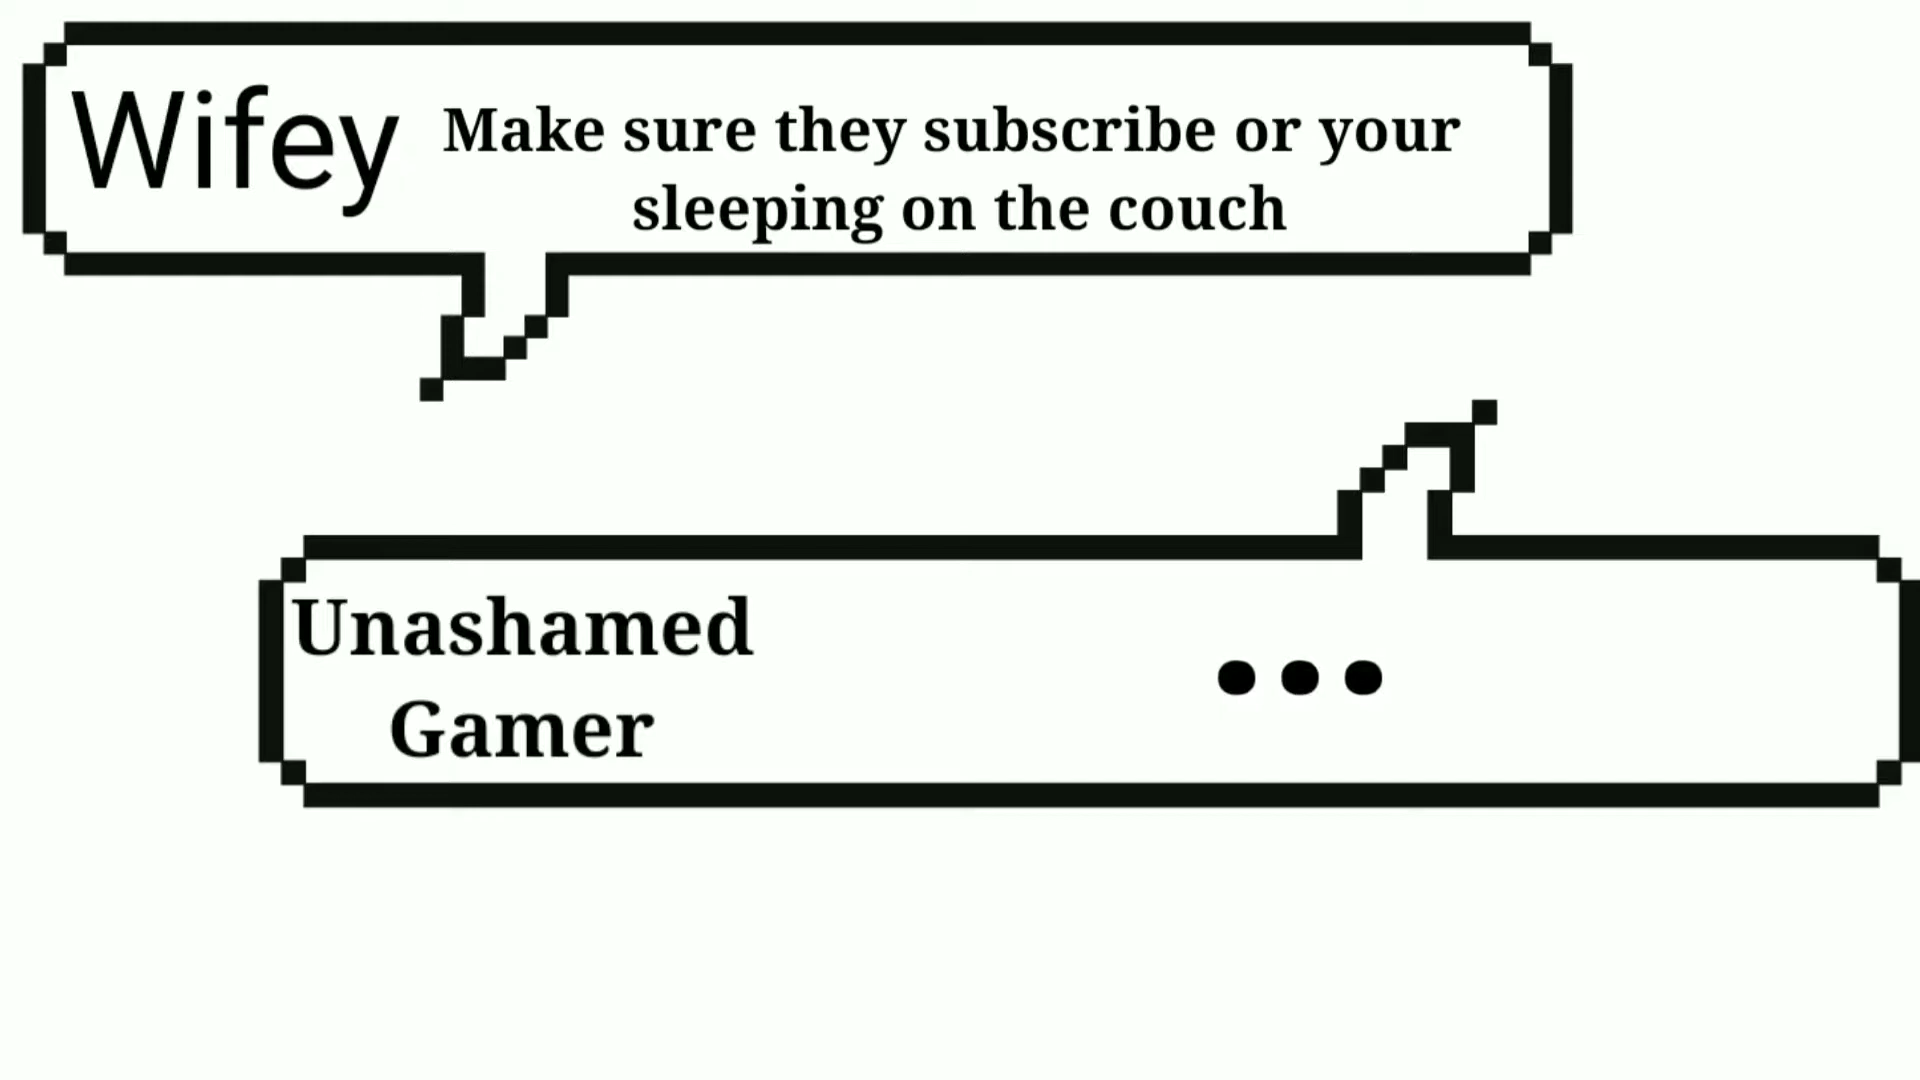 Wifey
Make sure they subscribe or your
sleeping on the couch
Unashamed
Gamer
...